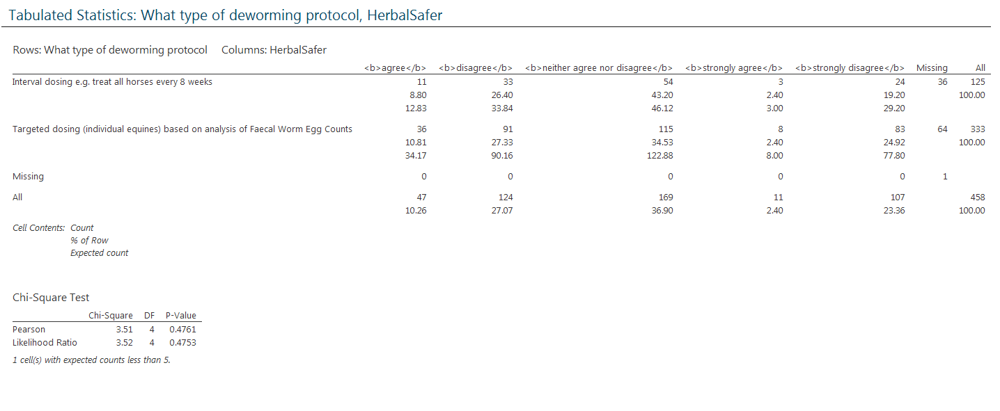 Tabulated Statistics: What type of deworming protocol, HerbalSafer
Rows: What type of deworming protocol Columns: HerbalSafer
<b>agree</b> <b>disagree</b> <b>neither agree nor disagree</b> <b>strongly agree</b> <b>strongly disagree</b> Missing All
Interval dosing e.g. treat all horses every 8 weeks 11 33 54 3 24 36 125
8.80 26.40 43.20 2.40 19.20 100.00
12.83 33.84 46.12 3.00 29.20
Targeted dosing (individual equines) based on analysis of Faecal Worm Egg Counts 36 91 115 8 83 64 333
10.81 27.33 34.53 2.40 24.92 100.00
34.17 90.16 122.88 8.00 77.80
Missing 0 0 0 0 0 1
All 47 124 169 11 107 458
10.26 27.07 36.90 2.40 23.36 100.00
Cell Contents: Count
% of Row
Expected count
Chi-Square Test
Chi-Square DF P-Value
Pearson 3.51 4 0.4761
Likelihood Ratio 3.52 4 0.4753
1 cell(s) with expected counts less than 5.